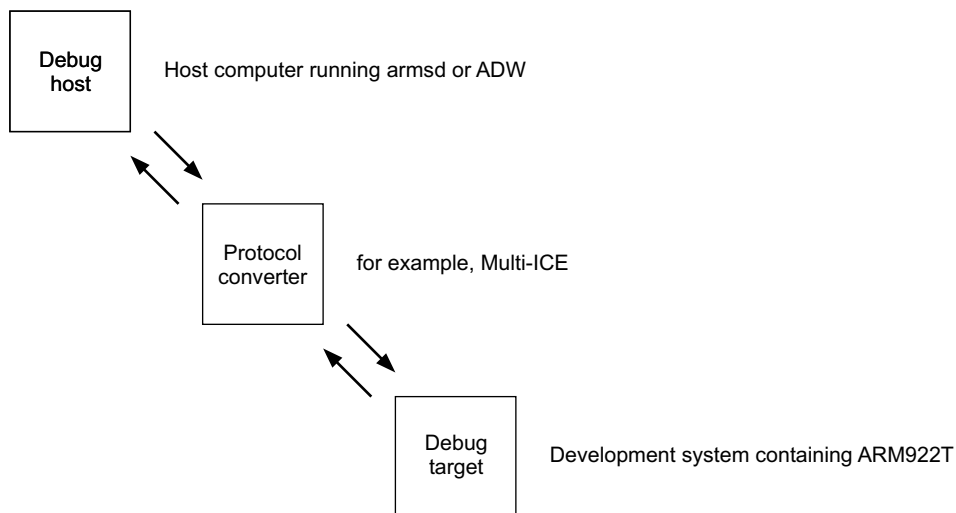 Debug
host
Host computer running armsd or ADW
Protocol
converter
for example, Multi-ICE
Debug
target
Development system containing ARM922T